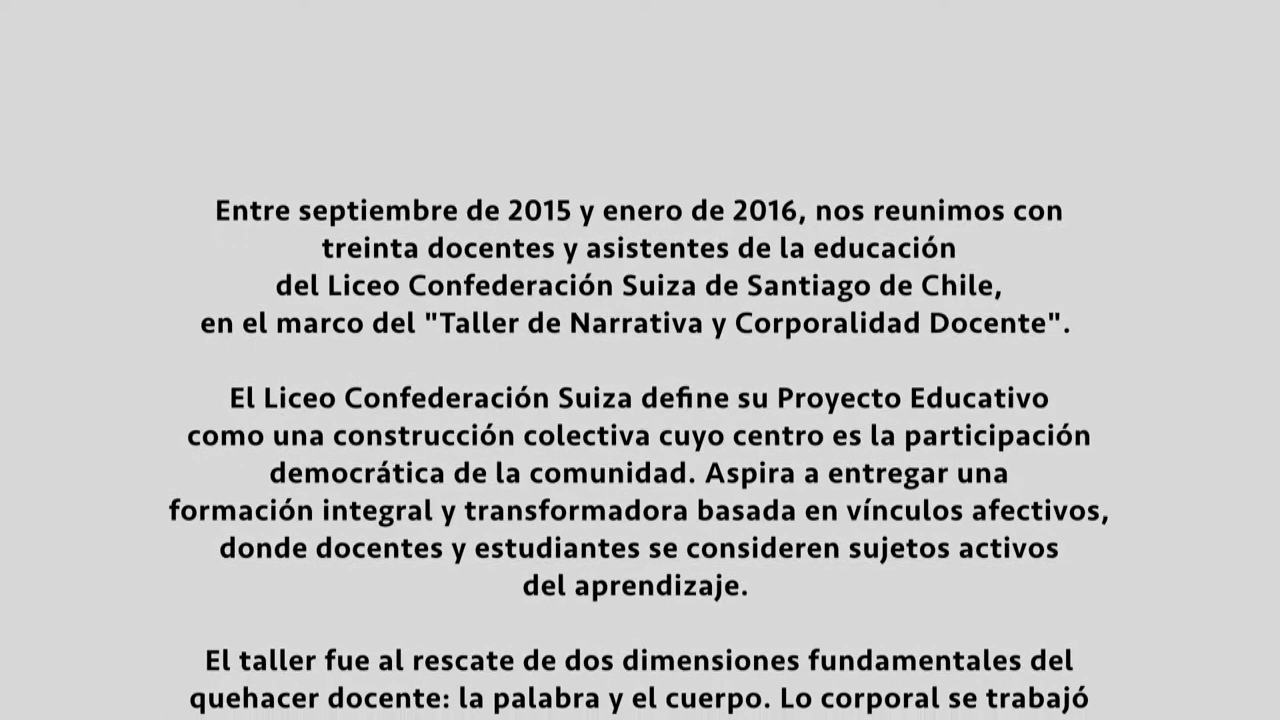 Entre septiembre de 2015 y enero de 2016, nos reunimos con
treinta docentes y asistentes de la educación
del Liceo Confederación Suiza de Santiago de Chile,
en el marco del "Taller de Narrativa y Corporalidad Docente".
El Liceo Confederación Suiza define su Proyecto Educativo
como una construcción colectiva cuyo centro es la participación
democrática de la comunidad. Aspira a entregar una
formación integral y transformadora basada en vínculos afectivos,
donde docentes y estudiantes se consideren sujetos activos
del aprendizaje.
El taller fue al rescate de dos dimensiones fundamentales del
quehacer docente: la palabra y el cuerpo. Lo corporal se trabajó